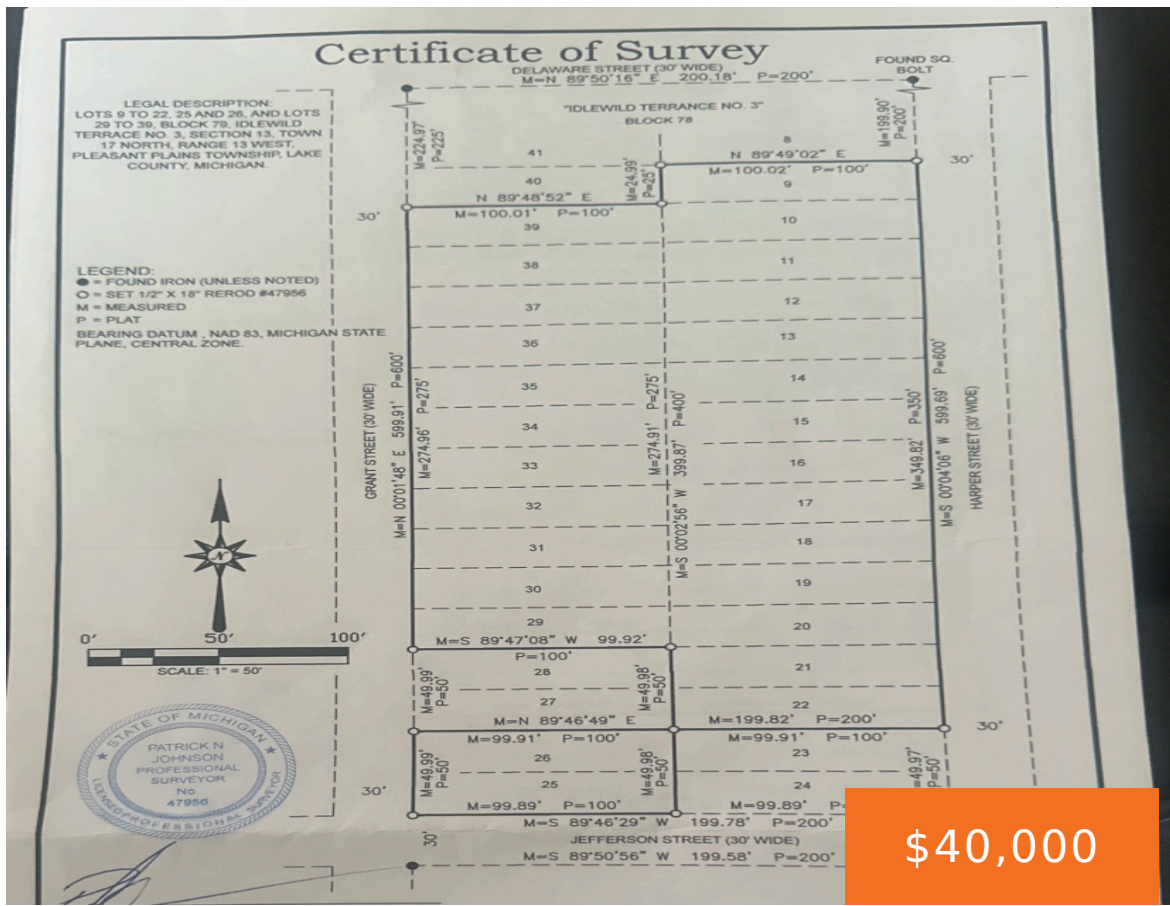 Certificate of Survey
DELAWARE STREET (30' WIDE)
M=N 89°50'16" E 200.18' P=200'
FOUND SQ.
BOLT
LEGAL DESCRIPTION:
LOTS 9 TO 22, 25 AND 26, AND LOTS
29 TO 39, BLOCK 79, IDLEWILD
TERRACE NO. 3, SECTION 13, TOWN
17 NORTH, RANGE 13 WEST,
PLEASANT PLAINS TOWNSHIP, LAKE
COUNTY, MICHIGAN.
"IDLEWILD TERRANCE NO. 3"
BLOCK 78
M=224.97'
P=225'
M=199.90'
P=200'
41
8
N 89°49'02" E
30'
M=24.99'
P=25'
M=100.02' P=100'
40
9
N 89°48'52" E
30'
M=100.01' P=100'
39
10
38
11
LEGEND:
● = FOUND IRON (UNLESS NOTED)
O = SET 1/2" X 18" REROD #47956
M = MEASURED
P = PLAT
BEARING DATUM , NAD 83, MICHIGAN STATE
PLANE, CENTRAL ZONE.
37
12
36
13
35
14
34
15
33
16
32
17
31
18
30
19
29
20
GRANT STREET (30' WIDE)
M=N 00°01'48" E 599.91' P=600'
M=274.96' P=275'
M=274.91' P=275'
M=S 00°02'56" W 399.87' P=400'
M=349.82' P=350'
M=S 00°04'06" W 599.69' P=600'
HARPER STREET (30' WIDE)
N
0' 50' 100'
SCALE: 1" = 50'
M=S 89°47'08" W 99.92'
P=100'
28
21
M=49.99'
P=50'
M=49.98'
P=50'
27
22
M=N 89°46'49" E
M=199.82' P=200'
30'
M=99.91' P=100'
M=99.91' P=100'
26
23
M=49.99'
P=50'
M=49.98'
P=50'
49.97'
P=50'
25
24
30'
M=99.89' P=100'
M=99.89' P=
M=S 89°46'29" W 199.78' P=200'
30'
JEFFERSON STREET (30' WIDE)
M=S 89°50'56" W 199.58' P=200'
STATE OF MICHIGAN
PATRICK N.
JOHNSON
PROFESSIONAL
SURVEYOR
No.
47956
LICENSED PROFESSIONAL SURVEYOR
$40,000